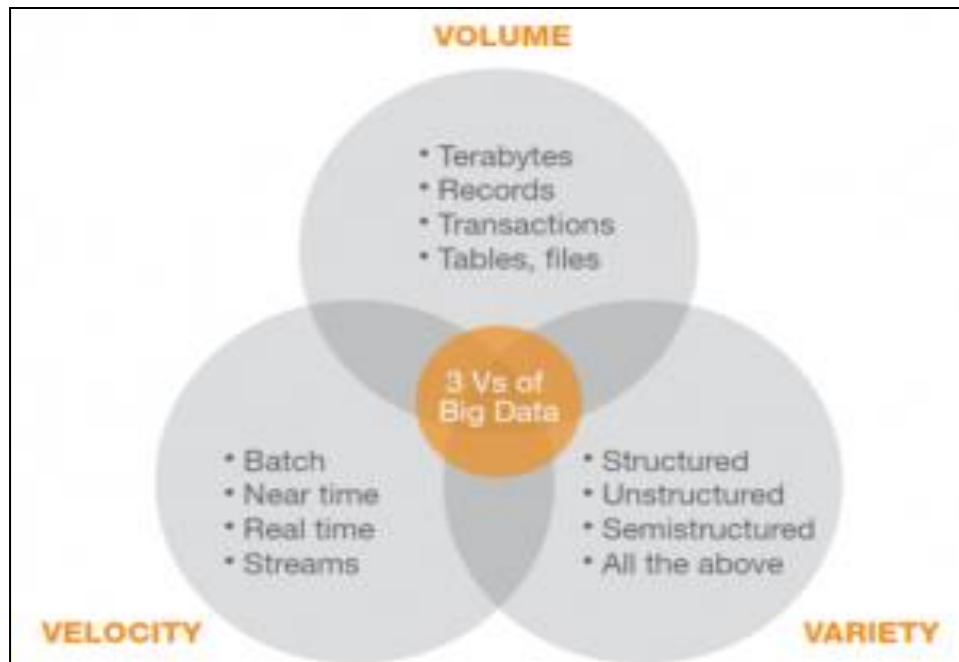 VOLUME
• Terabytes
• Records
• Transactions
• Tables, files
3 Vs of
Big Data
• Batch
• Near time
• Real time
• Streams
• Structured
• Unstructured
• Semistructured
• All the above
VELOCITY
VARIETY